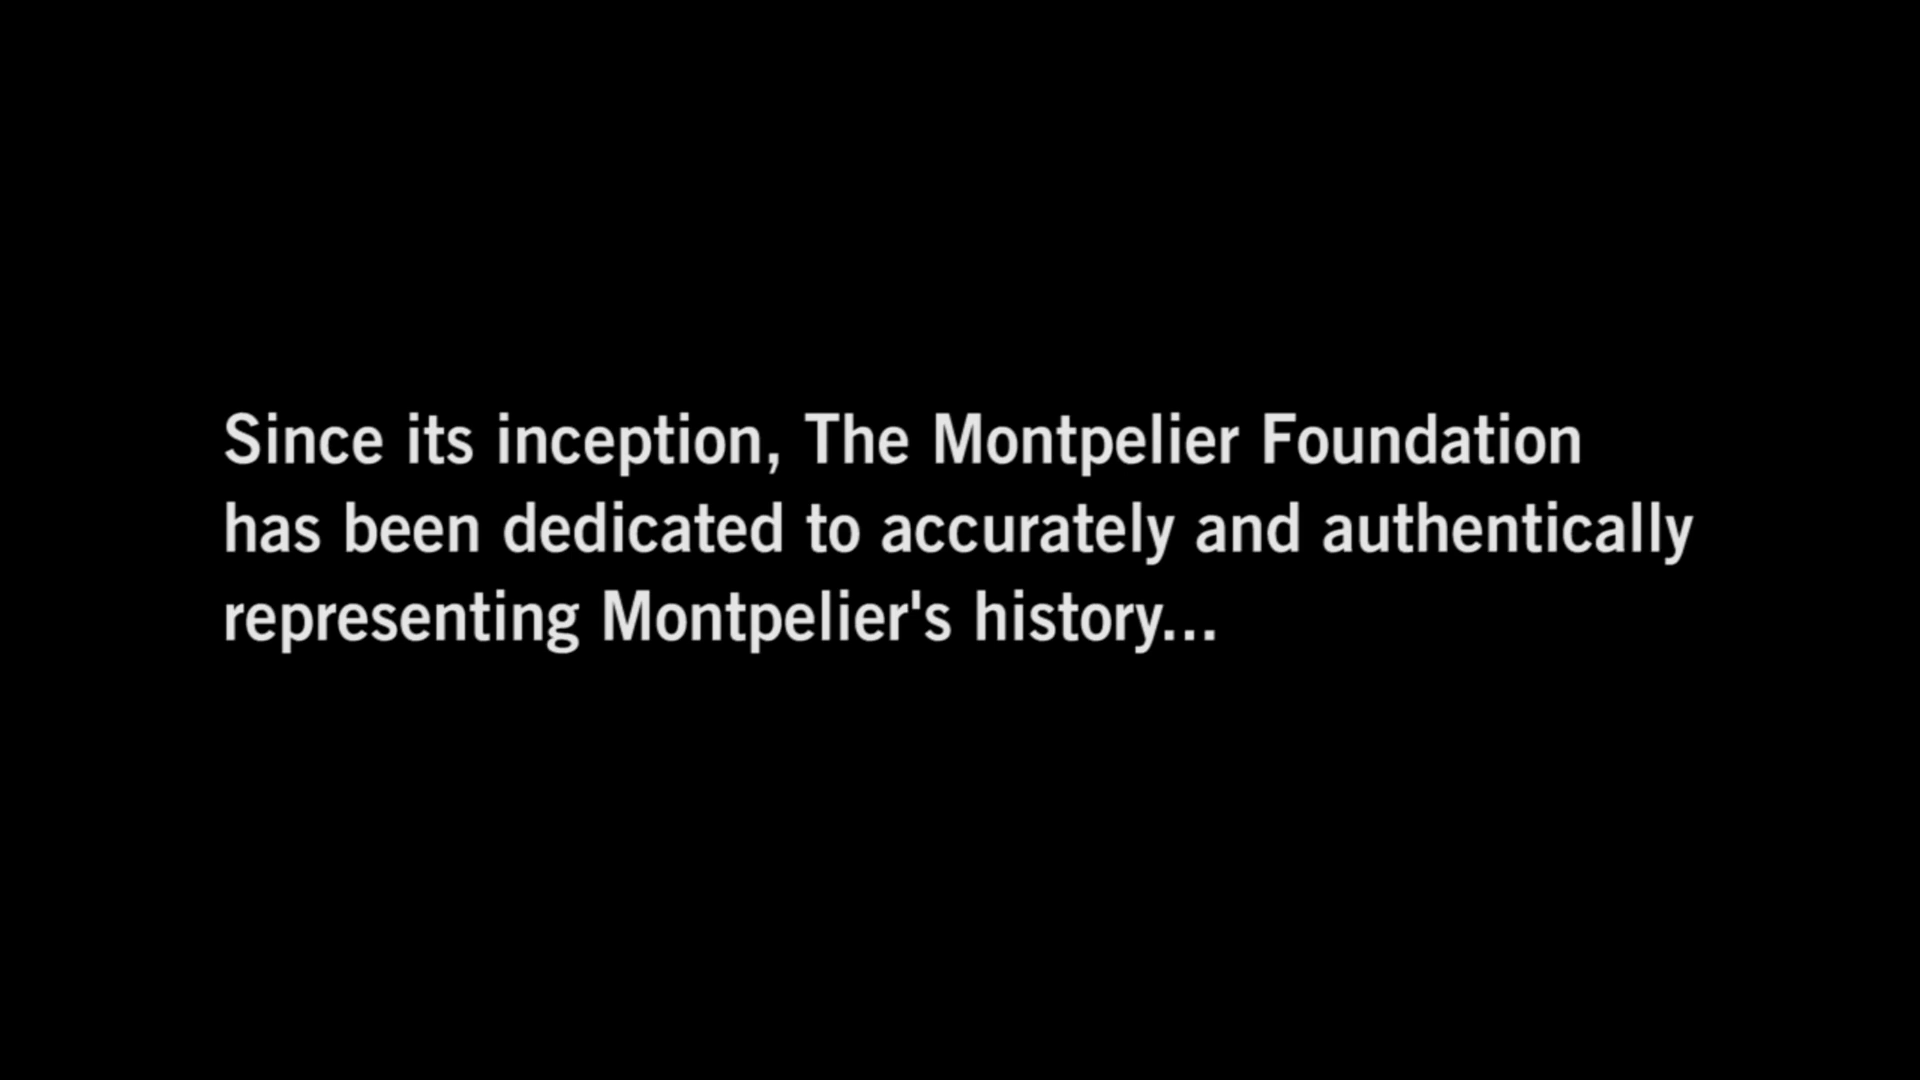 Since its inception, The Montpelier Foundation
has been dedicated to accurately and authentically
representing Montpelier's history...